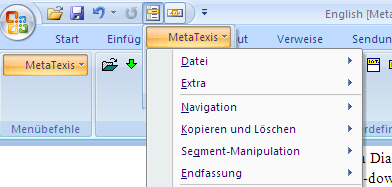 English [Met
Start Einfüg MetaTexis ut Verweise Sendun
MetaTexis
Datei
Extra
Navigation
Kopieren und Löschen
Segment-Manipulation
Endfassung
Menübefehle
rdefin
Dia
-dow